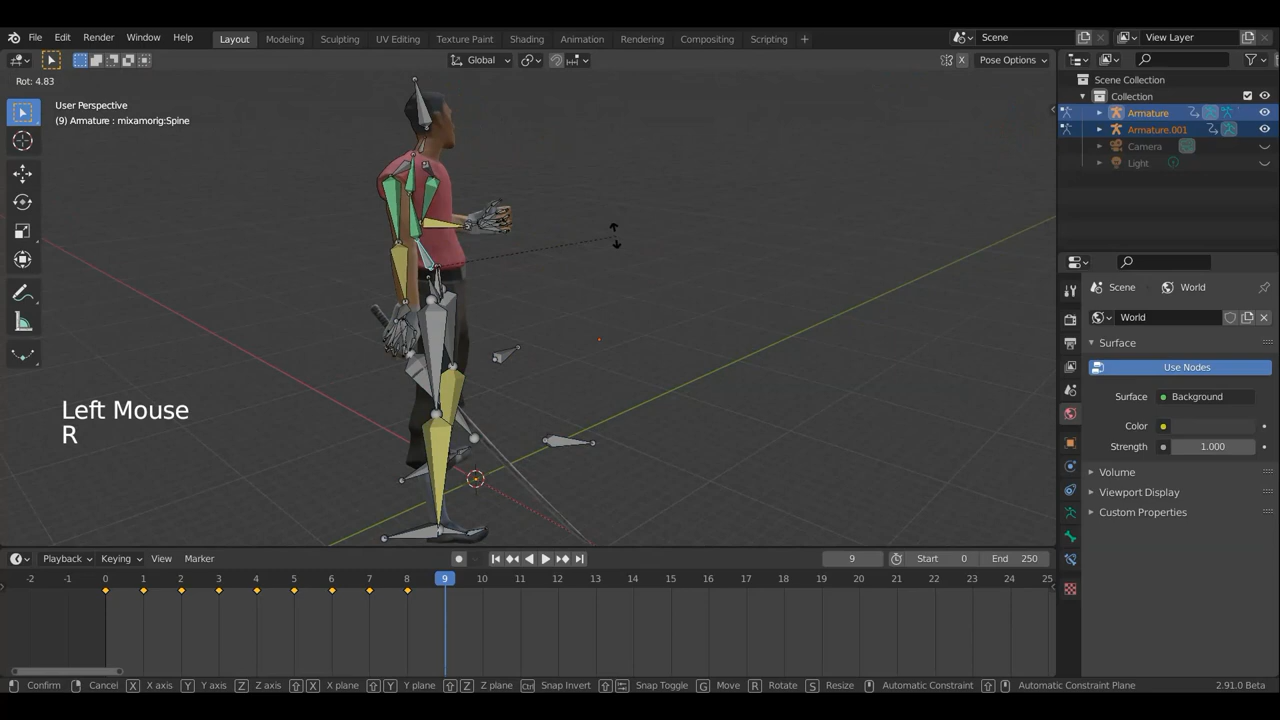 File Edit Render Window Help Layout Modeling Sculpting UV Editing Texture Paint Shading Animation Rendering Compositing Scripting + Scene View Layer
Global X Pose Options
Rot: 4.83
User Perspective
(9) Armature : mixamorig:Spine
Scene Collection
Collection
Armature
Armature.001
Camera
Light
Scene World
World
Surface
Use Nodes
Surface Background
Color
Strength 1.000
Volume
Viewport Display
Custom Properties
Left Mouse
R
Playback Keying View Marker 9 Start 0 End 250
-2 -1 0 1 2 3 4 5 6 7 8 9 10 11 12 13 14 15 16 17 18 19 20 21 22 23 24 25
Confirm Cancel X X axis Y Y axis Z Z axis X X plane Y Y plane Z Z plane Ctrl Snap Invert Snap Toggle G Move R Rotate S Resize Automatic Constraint Automatic Constraint Plane 2.91.0 Beta